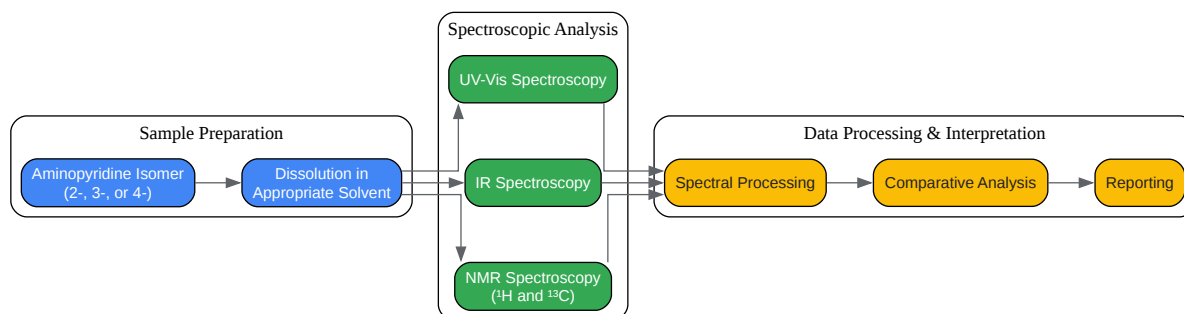 Sample Preparation
Aminopyridine Isomer
(2-, 3-, or 4-)
Dissolution in
Appropriate Solvent
Spectroscopic Analysis
UV-Vis Spectroscopy
IR Spectroscopy
NMR Spectroscopy
(¹H and ¹³C)
Data Processing & Interpretation
Spectral Processing
Comparative Analysis
Reporting